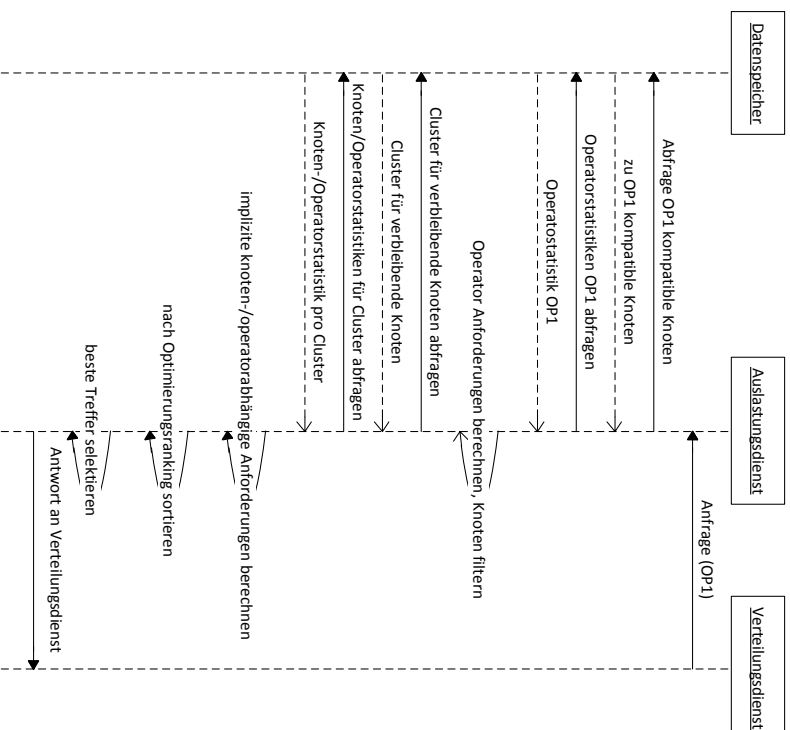 Datenspeicher
Auslastungsdienst
Verteilungsdienst
Anfrage (OP1)
Abfrage OP1 kompatible Knoten
zu OP1 kompatible Knoten
Operatorstatistiken OP1 abfragen
Operatostatistik OP1
Operator Anforderungen berechnen, Knoten filtern
Cluster für verbleibende Knoten abfragen
Cluster für verbleibende Knoten
Knoten/Operatorstatistiken für Cluster abfragen
Knoten-/Operatorstatistik pro Cluster
implizite knoten-/operatorabhängige Anforderungen berechnen
nach Optimierungsranking sortieren
beste Treffer selektieren
Antwort an Verteilungsdienst